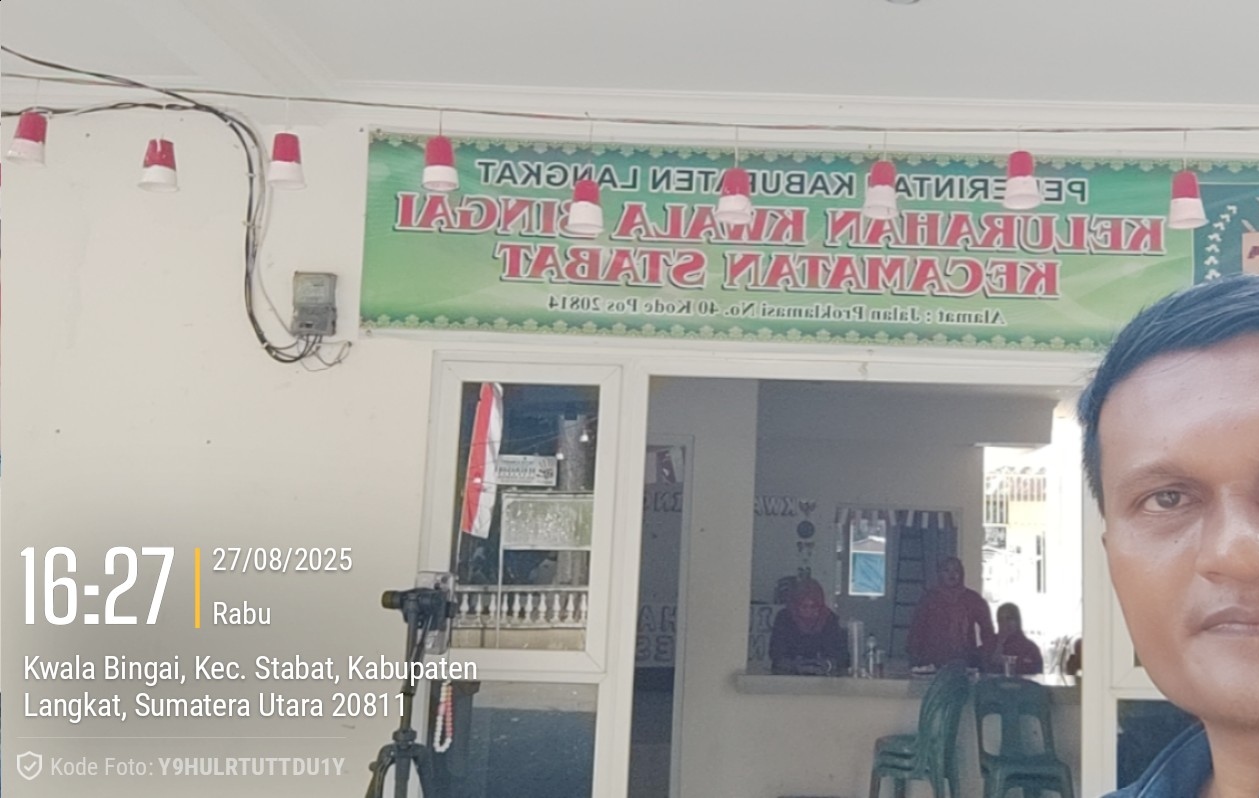 PEMERINTAH KABUPATEN LANGKAT
KELURAHAN KWALA BINGAI
KECAMATAN STABAT
Alamat : Jalan Proklamasi No. 40 Kode Pos 20814
16:27
27/08/2025
Rabu
Kwala Bingai, Kec. Stabat, Kabupaten
Langkat, Sumatera Utara 20811
Kode Foto: Y9HULRTUTTDU1Y